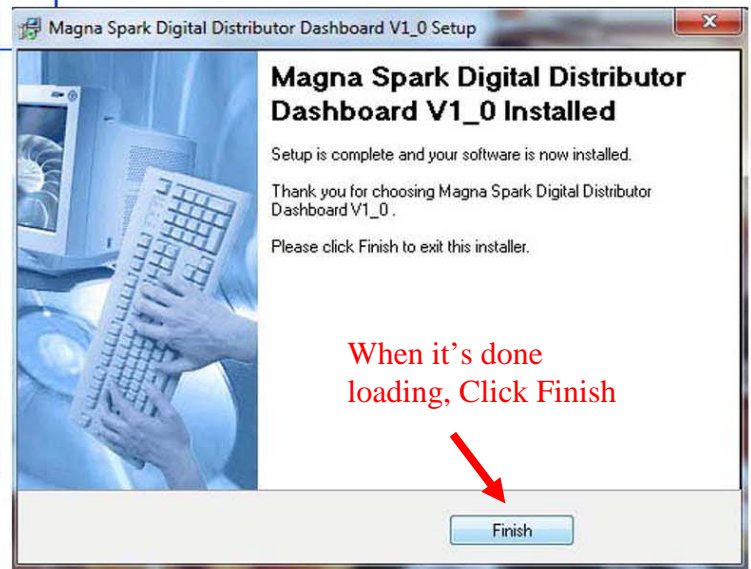 Magna Spark Digital Distributor Dashboard V1_0 Setup
Magna Spark Digital Distributor
Dashboard V1_0 Installed
Setup is complete and your software is now installed.
Thank you for choosing Magna Spark Digital Distributor
Dashboard V1_0 .
Please click Finish to exit this installer.
When it’s done
loading, Click Finish
Finish